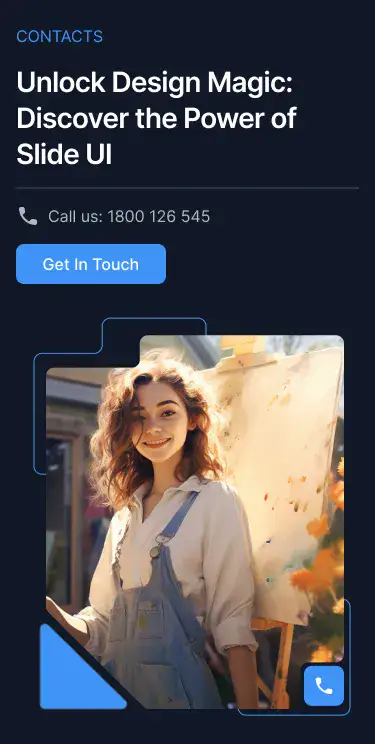 CONTACTS
Unlock Design Magic:
Discover the Power of
Slide UI
Call us: 1800 126 545
Get In Touch